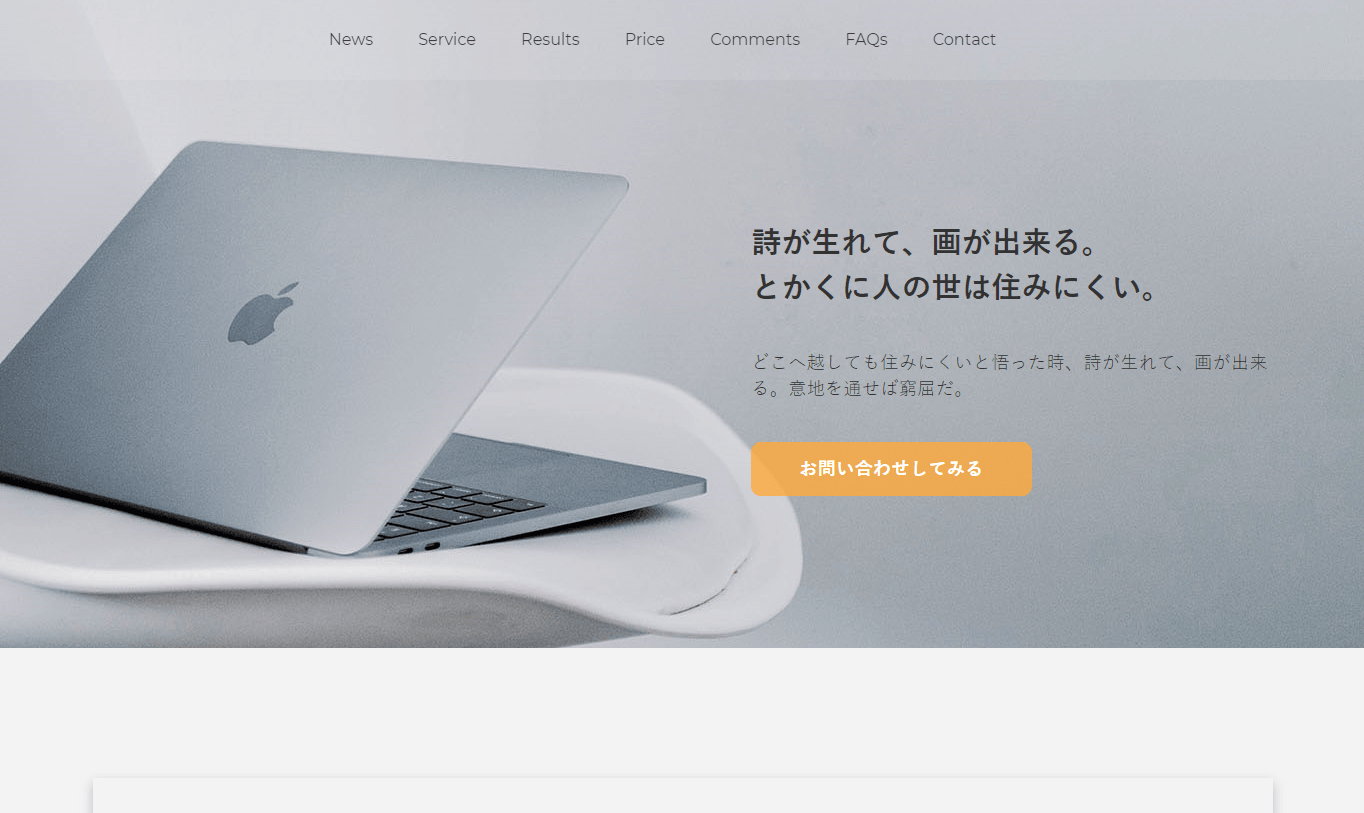 News Service Results Price Comments FAQs Contact
詩が生れて、画が出来る。
とかくに人の世は住みにくい。
どこへ越しても住みにくいと悟った時、詩が生れて、画が出来
る。意地を通せば窮屈だ。
お問い合わせしてみる